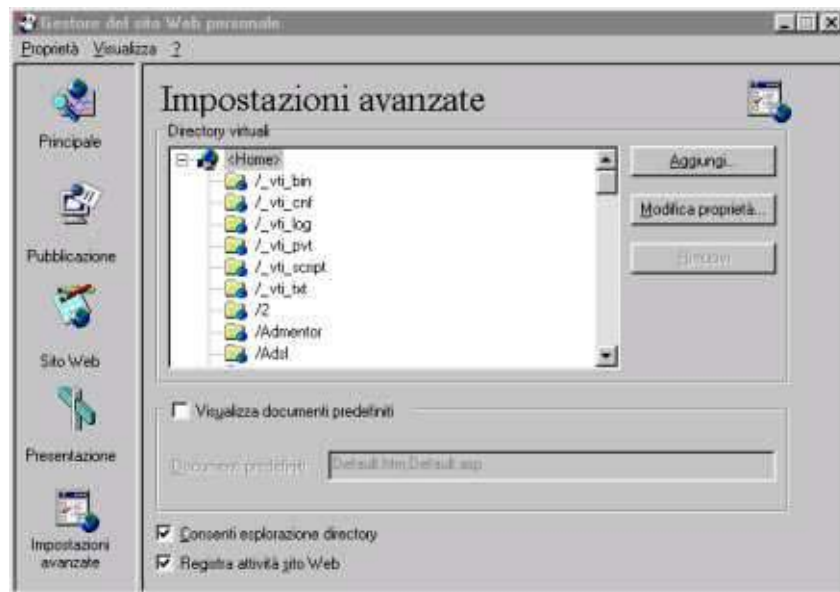 Gestore del sito Web personale
Proprietà Visualizza ?
Principale
Pubblicazione
Sito Web
Presentazione
Impostazioni avanzate
Impostazioni avanzate
Directory virtuali
<Home>
/_vti_bin
/_vti_cnf
/_vti_log
/_vti_pvt
/_vti_script
/_vti_txt
/2
/Admentor
/Adsl
Aggiungi...
Modifica proprietà...
Rimuovi
Visualizza documenti predefiniti
Documenti predefiniti
Default.htm,Default.asp
Consenti esplorazione directory
Registra attività sito Web